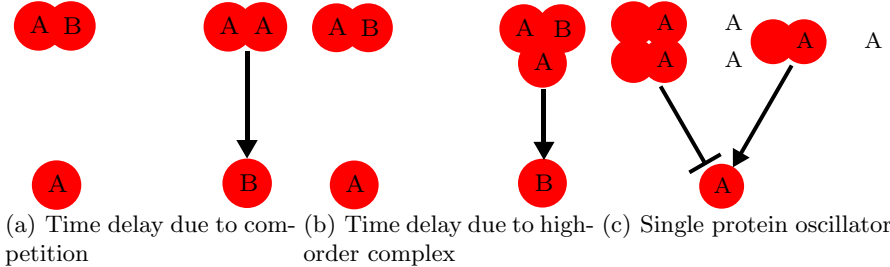 A B
A A
A B
A B
A
A
A
A
A
A
A
A
B
A
B
A
(a) Time delay due to com-
petition
(b) Time delay due to high-
order complex
(c) Single protein oscillator